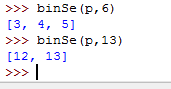 >>> binSe(p,6)
[3, 4, 5]
>>> binSe(p,13)
[12, 13]
>>>